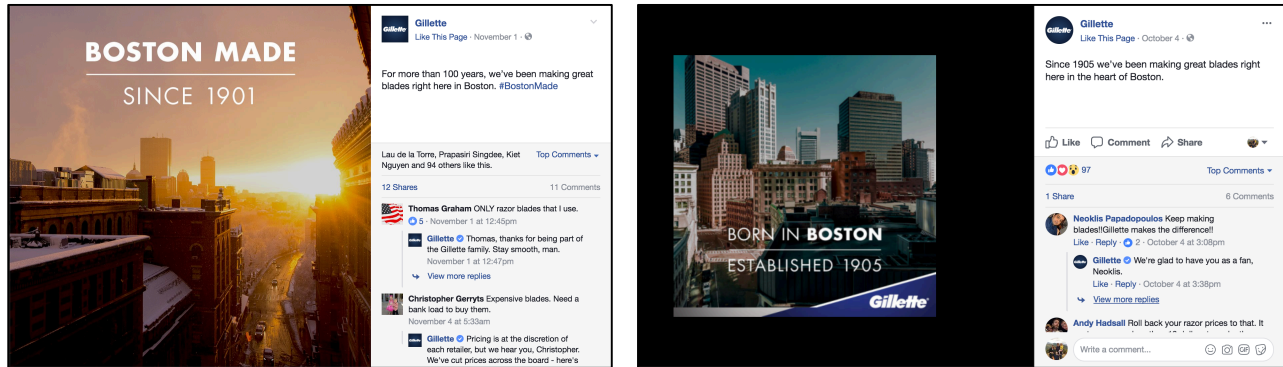 BOSTON MADE
SINCE 1901
Gillette
Gillette
Like This Page · November 1 ·
For more than 100 years, we've been making great
blades right here in Boston. #BostonMade
Lau de la Torre, Prapasiri Singdee, Kiet
Nguyen and 94 others like this.
Top Comments
12 Shares
11 Comments
Thomas Graham ONLY razor blades that I use.
5 · November 1 at 12:45pm
Gillette Thomas, thanks for being part of
the Gillette family. Stay smooth, man.
November 1 at 12:47pm
View more replies
Christopher Gerryts Expensive blades. Need a
bank load to buy them.
November 4 at 5:33am
Gillette Pricing is at the discretion of
each retailer, but we hear you, Christopher.
We've cut prices across the board - here's
BORN IN BOSTON
ESTABLISHED 1905
Gillette
Gillette
Gillette
Like This Page · October 4 ·
Since 1905 we've been making great blades right
here in the heart of Boston.
Like Comment Share
97
Top Comments
1 Share
6 Comments
Neoklis Papadopoulos Keep making
blades!!Gillette makes the difference!!
Like · Reply · 2 · October 4 at 3:08pm
Gillette We're glad to have you as a fan,
Neoklis.
Like · Reply · October 4 at 3:38pm
View more replies
Andy Hadsall Roll back your razor prices to that. It
Write a comment...
GIF